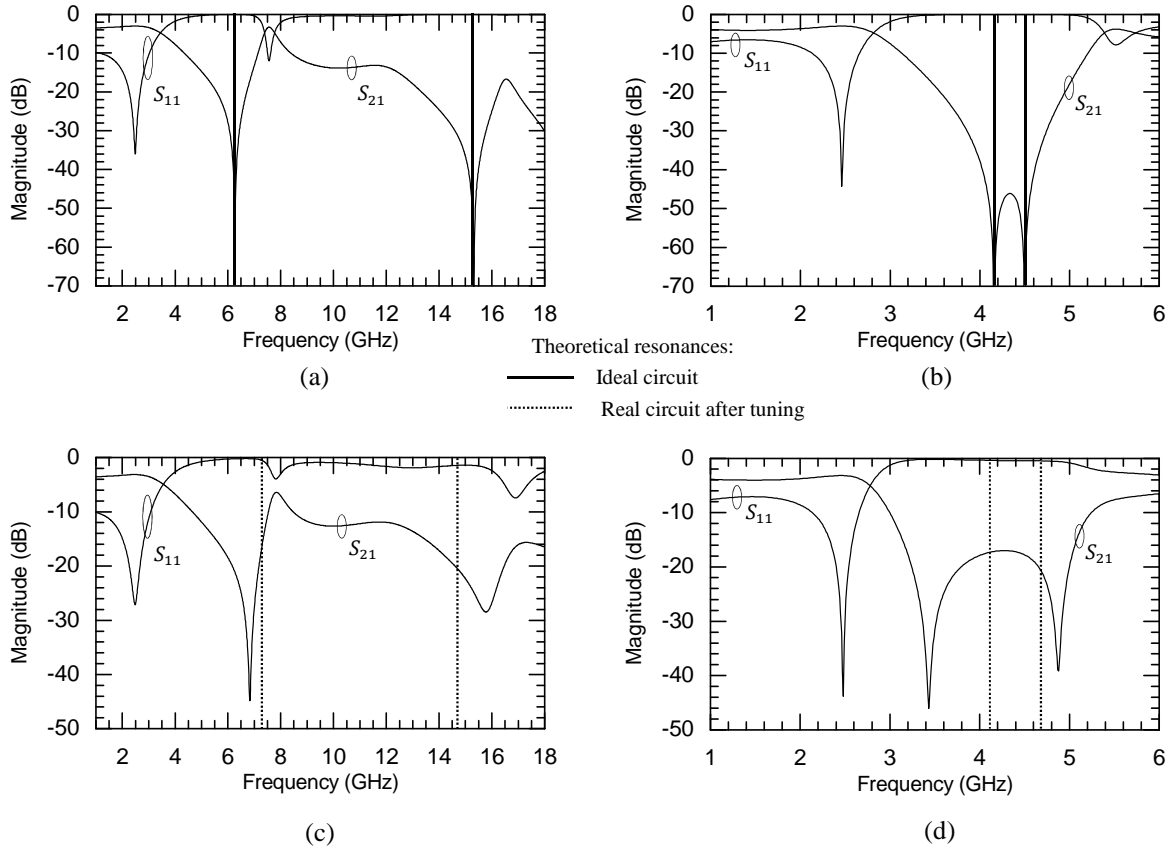 0
-10
-20
-30
-40
-50
-60
-70
Magnitude (dB)
S₁₁
S₂₁
2 4 6 8 10 12 14 16 18
Frequency (GHz)
(a)
0
-10
-20
-30
-40
-50
-60
-70
Magnitude (dB)
S₁₁
S₂₁
1 2 3 4 5 6
Frequency (GHz)
(b)
Theoretical resonances:
Ideal circuit
Real circuit after tuning
0
-10
-20
-30
-40
-50
Magnitude (dB)
S₁₁
S₂₁
2 4 6 8 10 12 14 16 18
Frequency (GHz)
(c)
0
-10
-20
-30
-40
-50
Magnitude (dB)
S₁₁
S₂₁
1 2 3 4 5 6
Frequency (GHz)
(d)